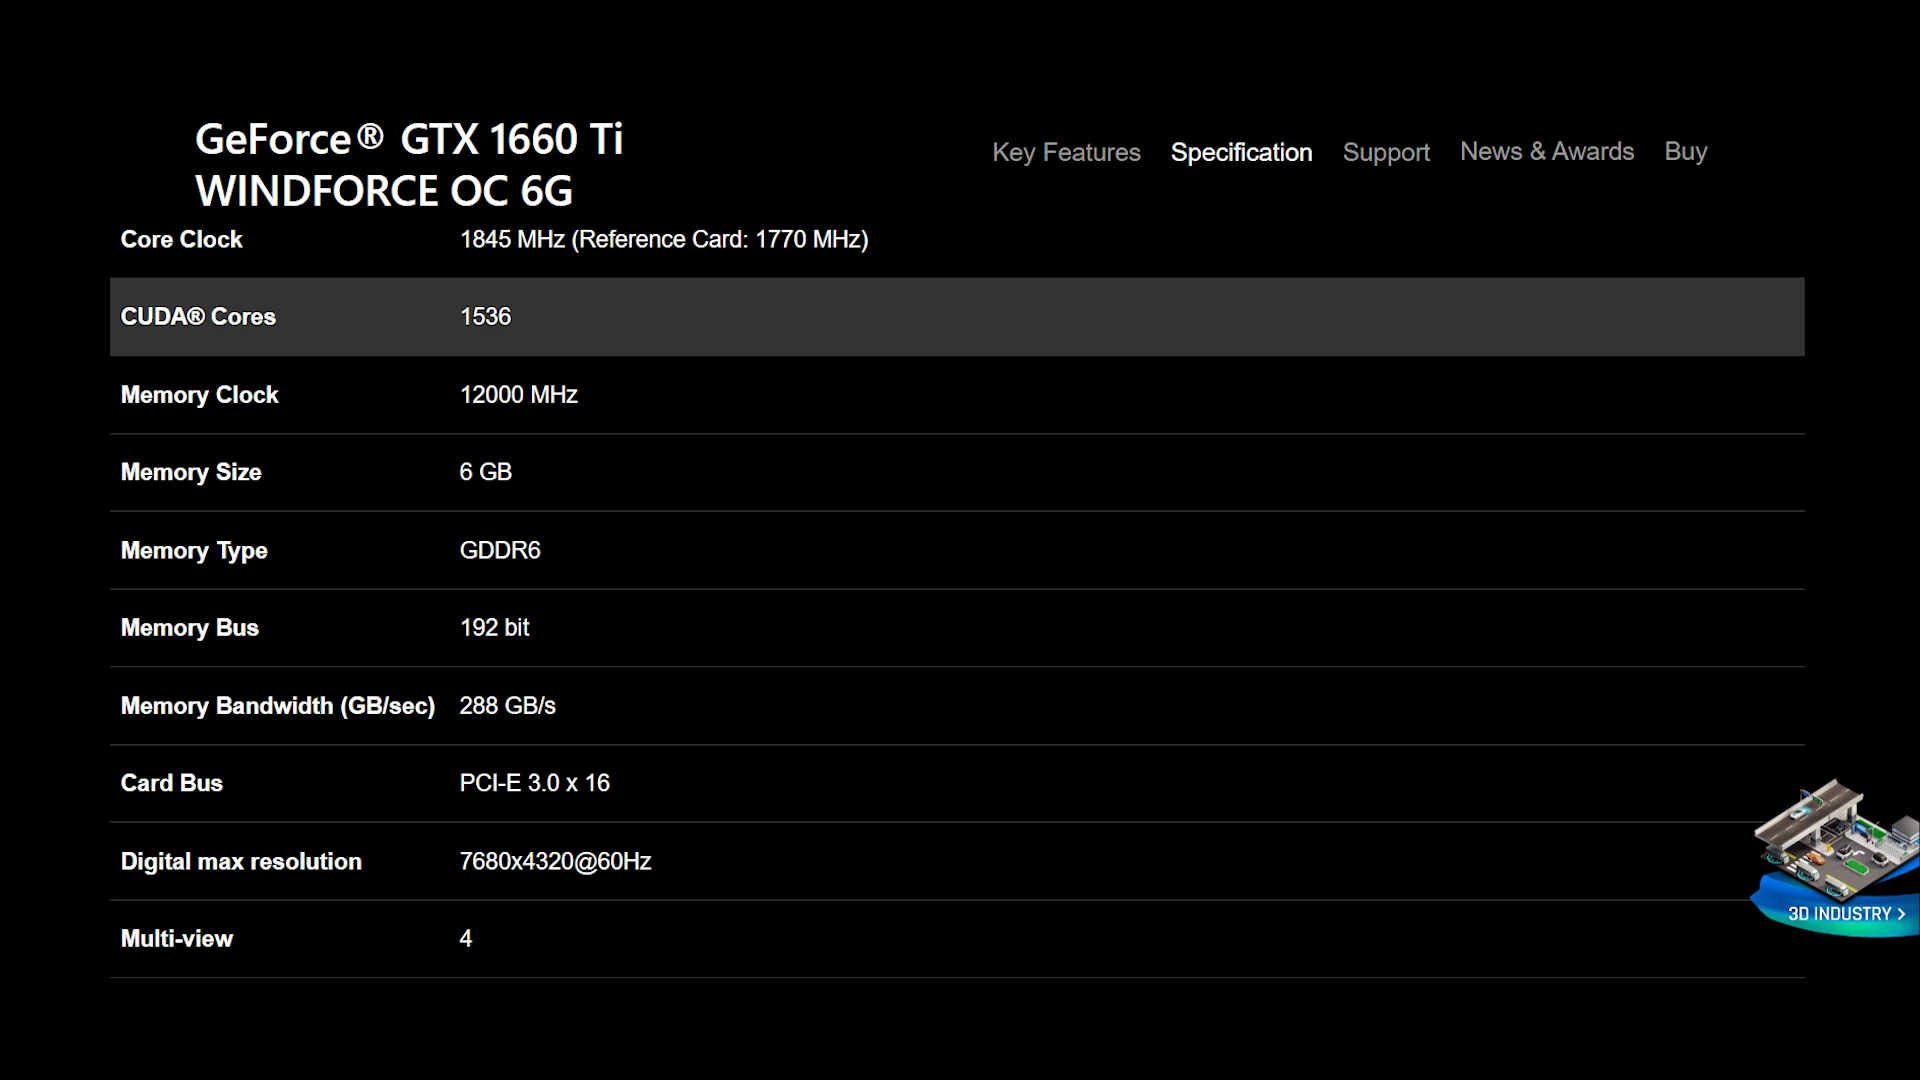 GeForce® GTX 1660 Ti
WINDFORCE OC 6G
Key Features Specification Support News & Awards Buy
Core Clock 1845 MHz (Reference Card: 1770 MHz)
CUDA® Cores 1536
Memory Clock 12000 MHz
Memory Size 6 GB
Memory Type GDDR6
Memory Bus 192 bit
Memory Bandwidth (GB/sec) 288 GB/s
Card Bus PCI-E 3.0 x 16
Digital max resolution 7680x4320@60Hz
Multi-view 4
3D INDUSTRY >